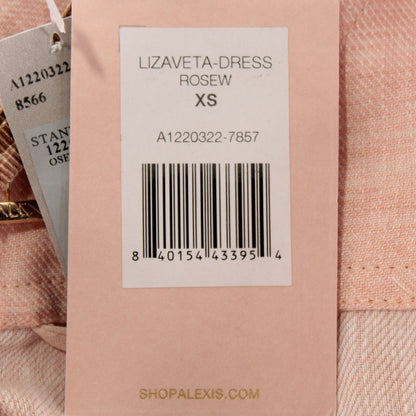 A1220322
8566
LIZAVETA-DRESS
ROSEW
XS
A1220322-7857
8 40154 43395 4
SHOPALEXIS.COM